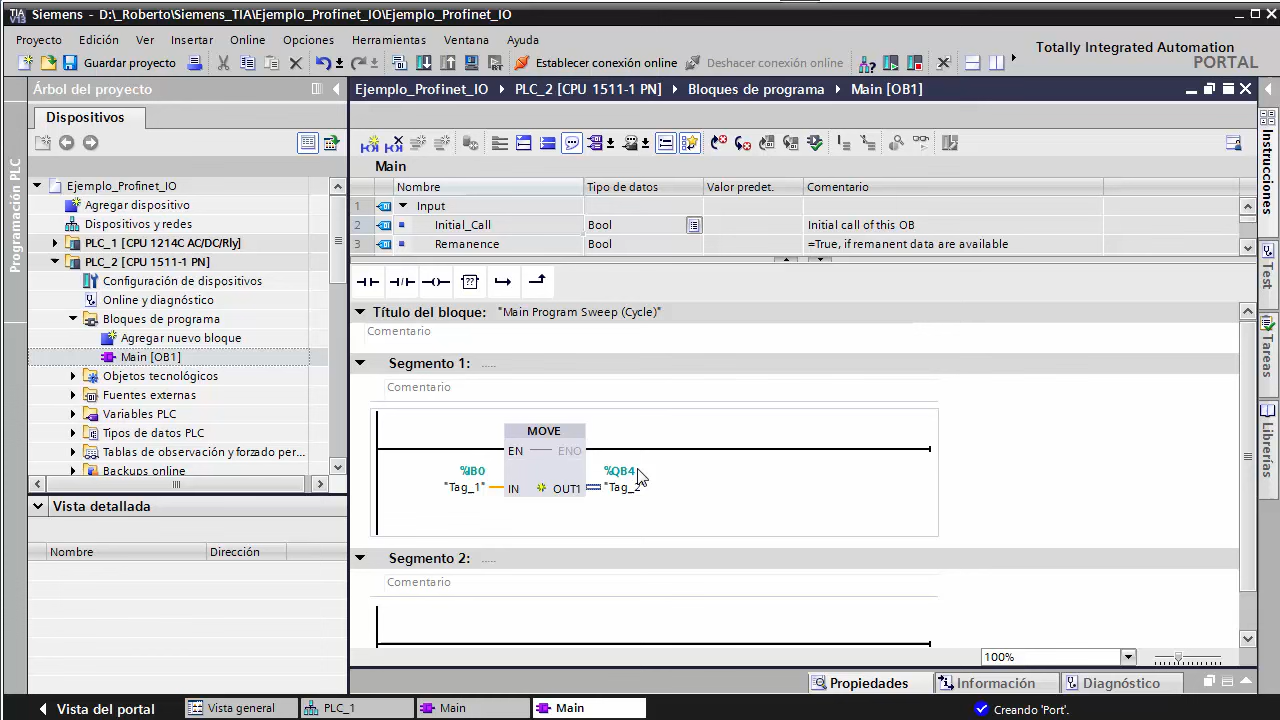 TIA
V13
Siemens - D:\_Roberto\Siemens_TIA\Ejemplo_Profinet_IO\Ejemplo_Profinet_IO
Proyecto Edición Ver Insertar Online Opciones Herramientas Ventana Ayuda
Guardar proyecto Establecer conexión online Deshacer conexión online
Totally Integrated Automation
PORTAL
Árbol del proyecto
Ejemplo_Profinet_IO PLC_2 [CPU 1511-1 PN] Bloques de programa Main [OB1]
Dispositivos
Programación PLC
Ejemplo_Profinet_IO
Agregar dispositivo
Dispositivos y redes
PLC_1 [CPU 1214C AC/DC/Rly]
PLC_2 [CPU 1511-1 PN]
Configuración de dispositivos
Online y diagnóstico
Bloques de programa
Agregar nuevo bloque
Main [OB1]
Objetos tecnológicos
Fuentes externas
Variables PLC
Tipos de datos PLC
Tablas de observación y forzado per...
Backups online
Vista detallada
Nombre Dirección
Main
Nombre Tipo de datos Valor predet. Comentario
1 Input
2 Initial_Call Bool Initial call of this OB
3 Remanence Bool =True, if remanent data are available
??
Título del bloque: "Main Program Sweep (Cycle)"
Comentario
Segmento 1: .....
Comentario
MOVE
EN ENO
%IB0 %QB4
"Tag_1" IN OUT1 "Tag_2"
Segmento 2: .....
Comentario
100%
Propiedades Información Diagnóstico
Instrucciones
Test
Tareas
Librerías
Vista del portal Vista general PLC_1 Main Main Creando 'Port'.